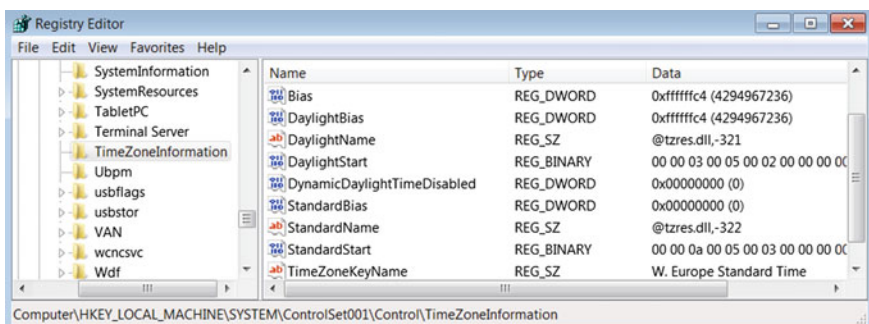 Registry Editor
File Edit View Favorites Help
SystemInformation
SystemResources
TabletPC
Terminal Server
TimeZoneInformation
Ubpm
usbflags
usbstor
VAN
wcncsvc
Wdf
Name Type Data
Bias REG_DWORD 0xffffffc4 (4294967236)
DaylightBias REG_DWORD 0xffffffc4 (4294967236)
DaylightName REG_SZ @tzres.dll,-321
DaylightStart REG_BINARY 00 00 03 00 05 00 02 00 00 00 00
DynamicDaylightTimeDisabled REG_DWORD 0x00000000 (0)
StandardBias REG_DWORD 0x00000000 (0)
StandardName REG_SZ @tzres.dll,-322
StandardStart REG_BINARY 00 00 0a 00 05 00 03 00 00 00 00
TimeZoneKeyName REG_SZ W. Europe Standard Time
Computer\HKEY_LOCAL_MACHINE\SYSTEM\ControlSet001\Control\TimeZoneInformation